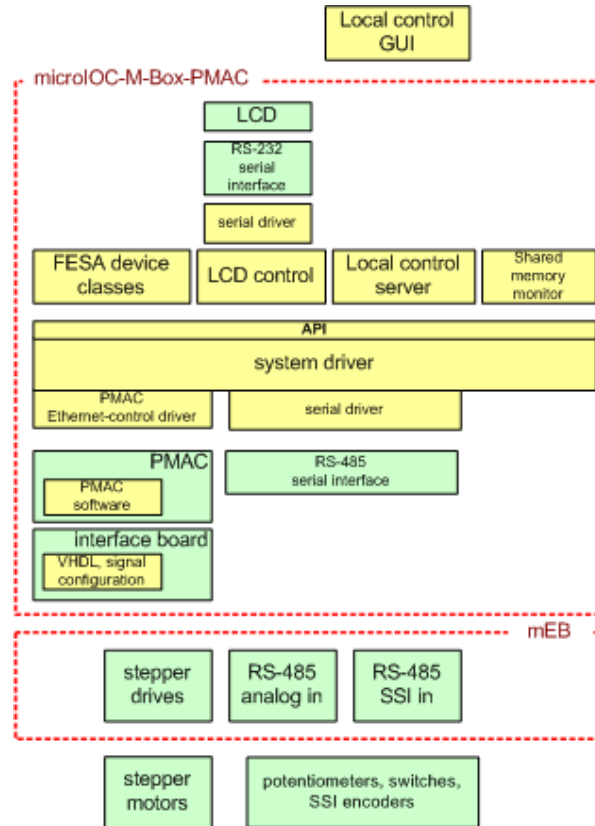 Local control
GUI
microIOC-M-Box-PMAC
LCD
RS-232
serial
interface
serial driver
FESA device
classes
LCD control
Local control
server
Shared
memory
monitor
API
system driver
PMAC
Ethernet-control driver
serial driver
PMAC
PMAC
software
RS-485
serial interface
interface board
VHDL, signal
configuration
mEB
stepper
drives
RS-485
analog in
RS-485
SSI in
stepper
motors
potentiometers, switches,
SSI encoders